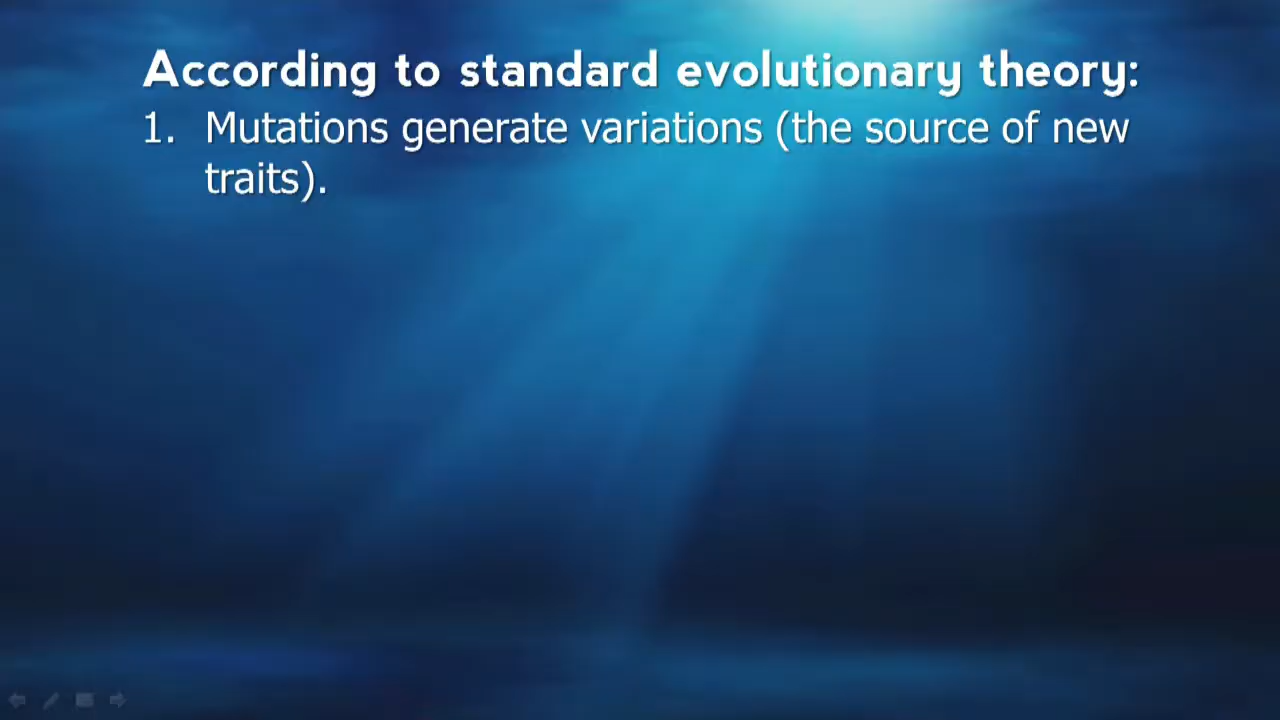 According to standard evolutionary theory:
1. Mutations generate variations (the source of new
traits).